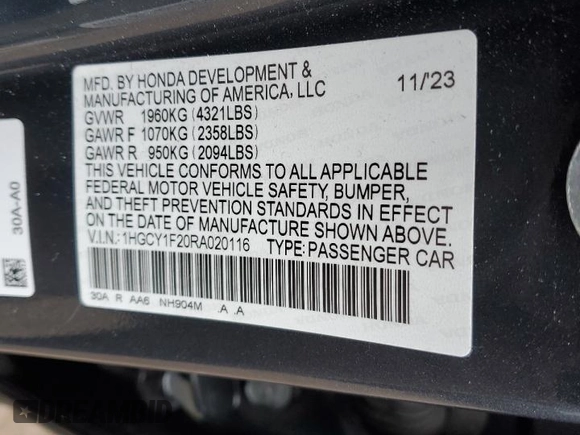 MFD. BY HONDA DEVELOPMENT &
MANUFACTURING OF AMERICA, LLC 11/'23
GVWR 1960KG (4321LBS)
GAWR F 1070KG (2358LBS)
GAWR R 950KG (2094LBS)
THIS VEHICLE CONFORMS TO ALL APPLICABLE
FEDERAL MOTOR VEHICLE SAFETY, BUMPER,
AND THEFT PREVENTION STANDARDS IN EFFECT
ON THE DATE OF MANUFACTURE SHOWN ABOVE.
V.I.N.: 1HGCY1F20RA020116 TYPE: PASSENGER CAR
30A R AA6 NH904M .A .A
30A-A0
DREAMBID